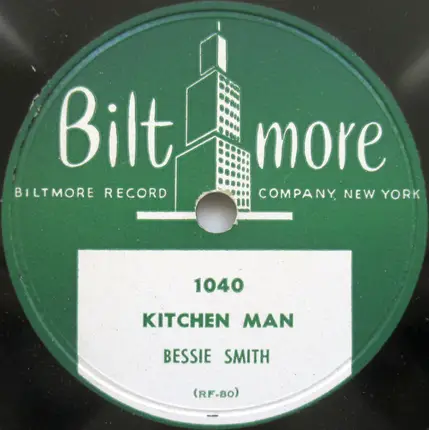 Biltmore
BILTMORE RECORD COMPANY, NEW YORK
1040
KITCHEN MAN
BESSIE SMITH
(RF-80)